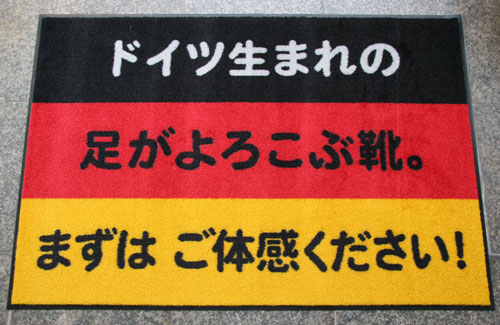 ドイツ生まれの
足がよろこぶ靴。
まずは ご体感ください!